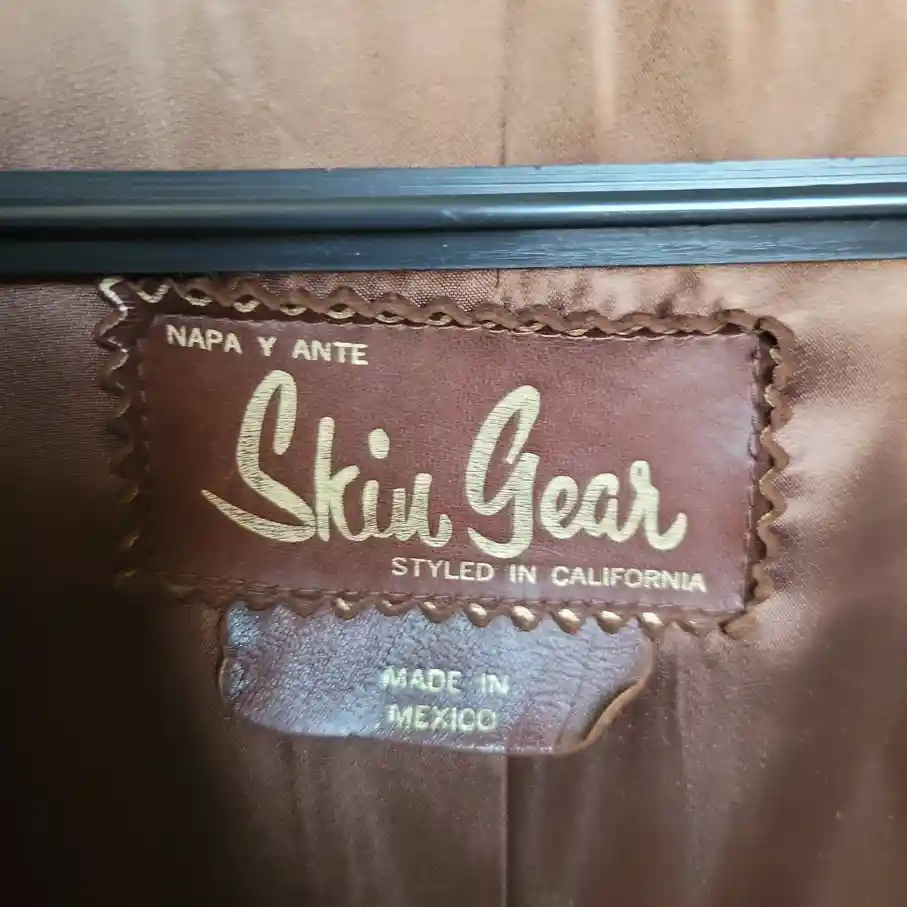 NAPA Y ANTE
Skin Gear
STYLED IN CALIFORNIA
MADE IN
MEXICO